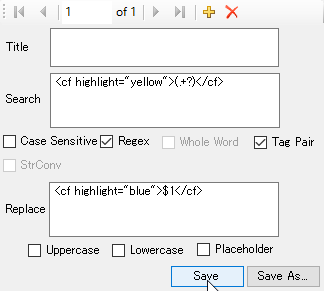 1 of 1
Title
Search <cf highlight="yellow">(.+?)</cf>
Case Sensitive Regex Whole Word Tag Pair
StrConv
Replace <cf highlight="blue">$1</cf>
Uppercase Lowercase Placeholder
Save Save As...